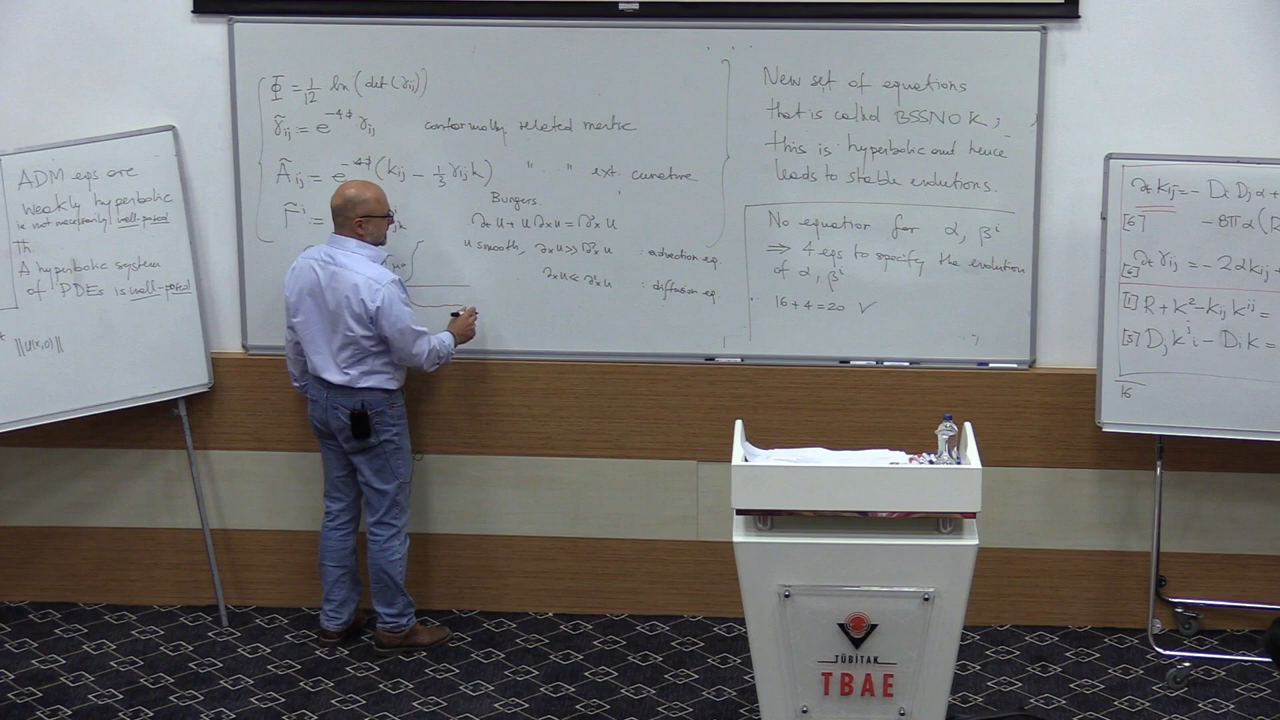 ADM eqs are
weakly hyperbolic
ie not necessarily well-posed
Th.
A hyperbolic system
of PDEs is well-posed
||u(x,0)||
Φ = 1/12 ln (det(γij))
γ̃ij := e^-4Φ γij conformally related metric
Ãij := e^-4Φ (Kij - 1/3 γij K) " " ext. curvature
Γ̃^i :=
Burgers.
∂t u + u ∂x u = ∂²x u
u smooth, ∂x u >> ∂²x u : advection eq.
∂x u << ∂²x u : diffusion eq.
New set of equations
that is called BSSNOK;
this is hyperbolic and hence
leads to stable evolutions.
No equation for α, β^i
⇒ 4 eqs to specify the evolution
of α, β^i
16+4=20 ✓
∂t Kij = - Di Dj α +
[6] -8πα (
[6] ∂t γij = -2αKij
[1] R + K² - Kij K^ij =
[3] Dj K^j i - Di K =
16
TÜBİTAK
TBAE